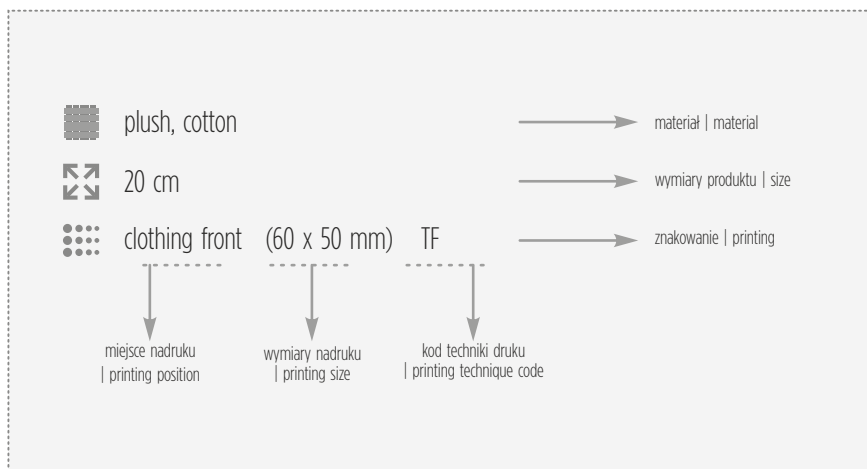 plush, cotton
materiał | material
20 cm
wymiary produktu | size
clothing front (60 x 50 mm) TF
znakowanie | printing
miejsce nadruku
| printing position
wymiary nadruku
| printing size
kod techniki druku
| printing technique code